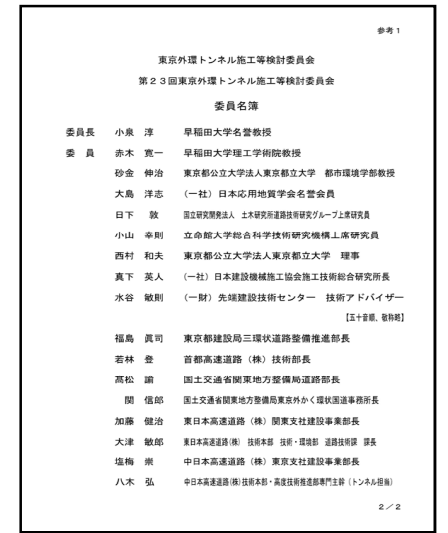 参考1
東京外環トンネル施工等検討委員会
第２３回東京外環トンネル施工等検討委員会
委員名簿
委員長 小泉 淳 早稲田大学名誉教授
委 員 赤木 寛一 早稲田大学理工学術院教授
砂金 伸治 東京都公立大学法人東京都立大学 都市環境学部教授
大島 洋志 (一社) 日本応用地質学会名誉会員
日下 敦 国立研究開発法人 土木研究所道路技術研究グループ上席研究員
小山 幸則 立命館大学総合科学技術研究機構上席研究員
西村 和夫 東京都公立大学法人東京都立大学 理事
真下 英人 (一社) 日本建設機械施工協会施工技術総合研究所長
水谷 敏則 (一財) 先端建設技術センター 技術アドバイザー
【五十音順、敬称略】
福島 眞司 東京都建設局三環状道路整備推進部長
若林 登 首都高速道路（株）技術部長
髙松 諭 国土交通省関東地方整備局道路部長
関 信郎 国土交通省関東地方整備局東京外かく環状国道事務所長
加藤 健治 東日本高速道路（株）関東支社建設事業部長
大津 敏郎 東日本高速道路(株) 技術本部 技術・環境部 道路技術課 課長
塩梅 崇 中日本高速道路（株）東京支社建設事業部長
八木 弘 中日本高速道路(株)技術本部・高度技術推進部専門主幹（トンネル担当）
２／２